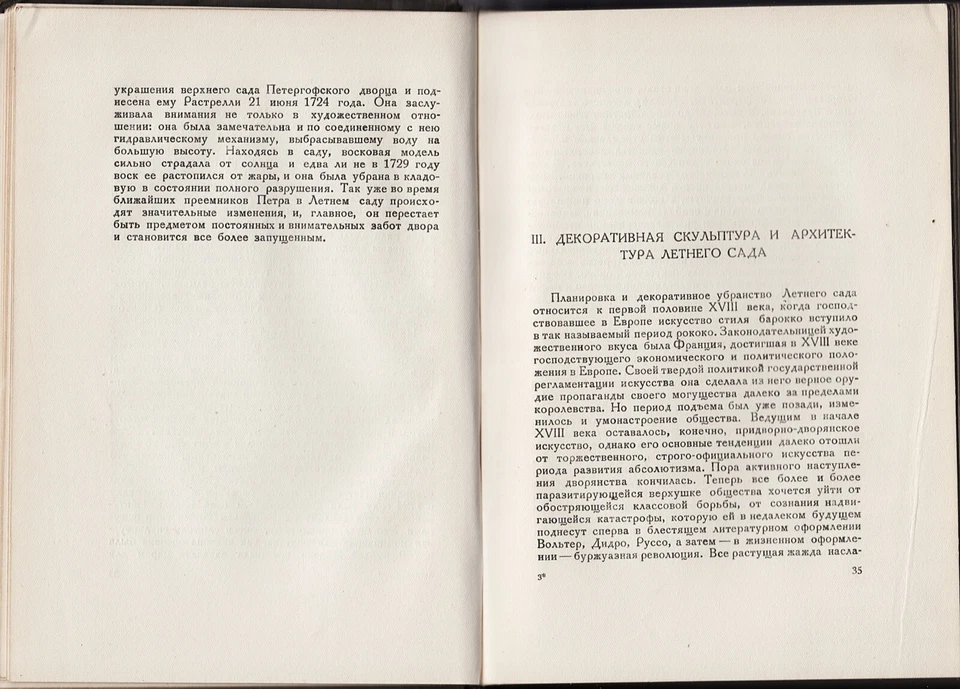 украшения верхнего сада Петергофского дворца и под-
несена ему Растрелли 21 июня 1724 года. Она заслу-
живала внимания не только в художественном отно-
шении: она была замечательна и по соединенному с нею
гидравлическому механизму, выбрасывавшему воду на
большую высоту. Находясь в саду, восковая модель
сильно страдала от солнца и едва ли не в 1729 году
воск ее растопился от жары, и она была убрана в кладо-
вую в состоянии полного разрушения. Так уже во время
ближайших преемников Петра в Летнем саду происхо-
дят значительные изменения, и, главное, он перестает
быть предметом постоянных и внимательных забот двора
и становится все более запущенным.
III. ДЕКОРАТИВНАЯ СКУЛЬПТУРА И АРХИТЕК-
ТУРА ЛЕТНЕГО САДА
Планировка и декоративное убранство Летнего сада
относится к первой половине XVIII века, когда господ-
ствовавшее в Европе искусство стиля барокко вступило
в так называемый период рококо. Законодательницей худо-
жественного вкуса была Франция, достигшая в XVIII веке
господствующего экономического и политического поло-
жения в Европе. Своей твердой политикой государственной
регламентации искусства она сделала из него верное ору-
дие пропаганды своего могущества далеко за пределами
королевства. Но период подъема был уже позади, изме-
нилось и умонастроение общества. Ведущим в начале
XVIII века оставалось, конечно, придворно-дворянское
искусство, однако его основные тенденции далеко отошли
от торжественного, строго-официального искусства пе-
риода развития абсолютизма. Пора активного наступле-
ния дворянства кончилась. Теперь все более и более
паразитирующейся верхушке общества хочется уйти от
обостряющейся классовой борьбы, от сознания надви-
гающейся катастрофы, которую ей в недалеком будущем
поднесут сперва в блестящем литературном оформлении
Вольтер, Дидро, Руссо, а затем — в жизненном оформле-
нии — буржуазная революция. Все растущая жажда насла-
3*
35